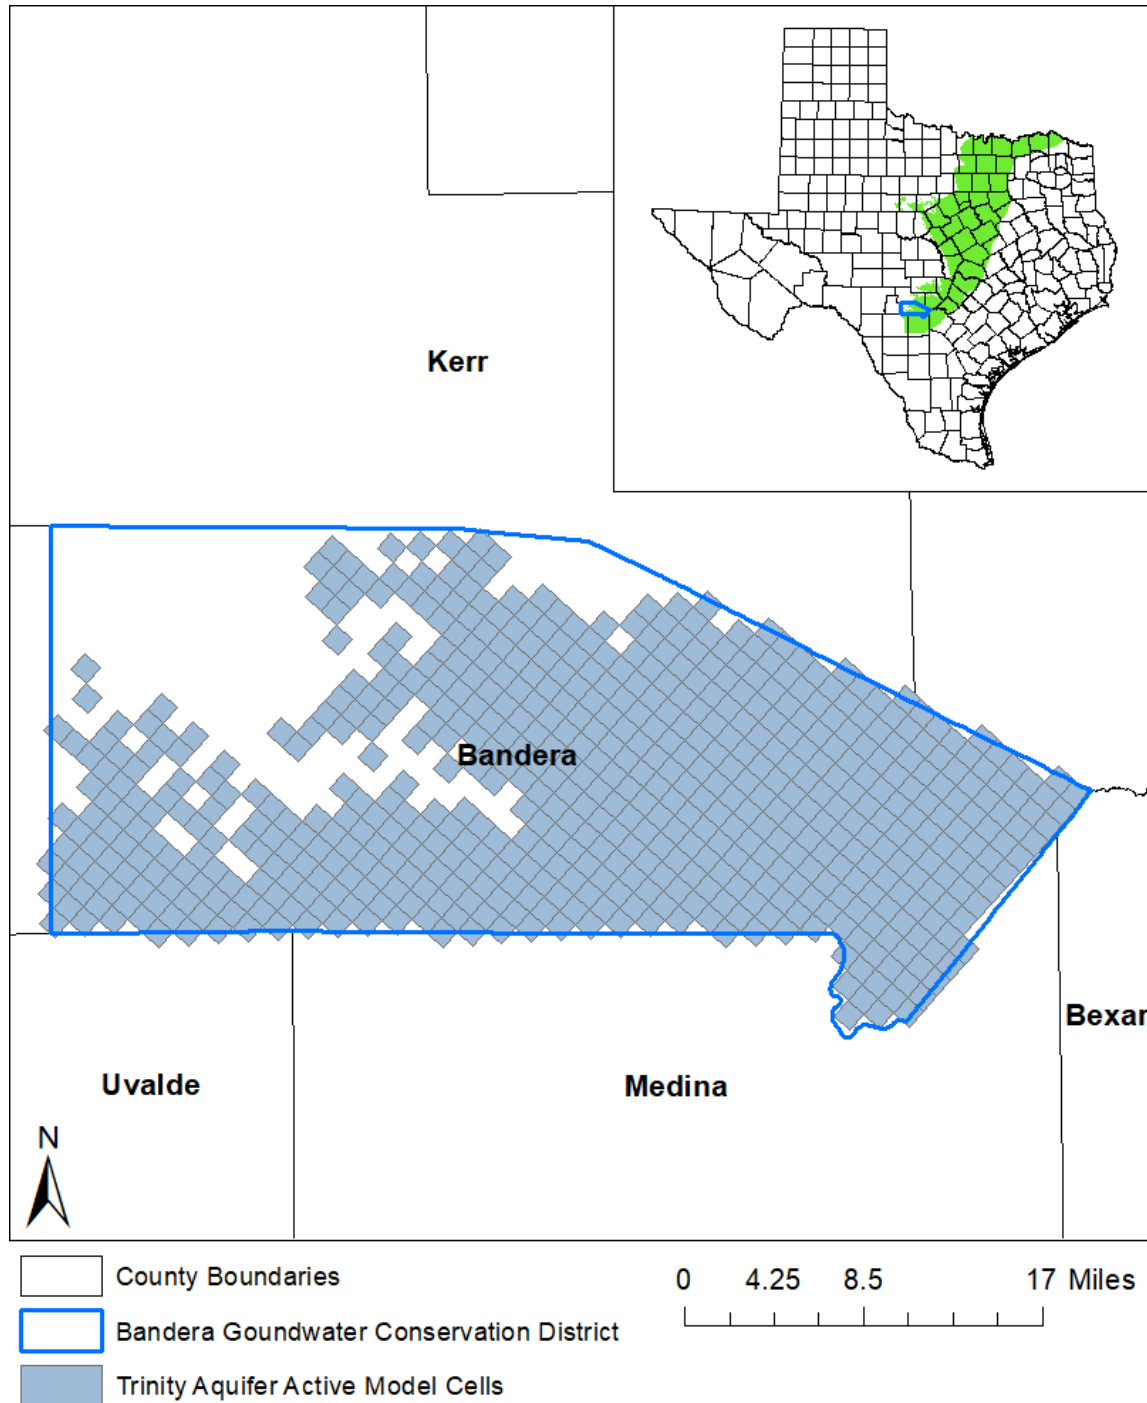 Kerr
Bandera
Bexar
Uvalde
Medina
N
County Boundaries
0 4.25 8.5 17 Miles
Bandera Goundwater Conservation District
Trinity Aquifer Active Model Cells